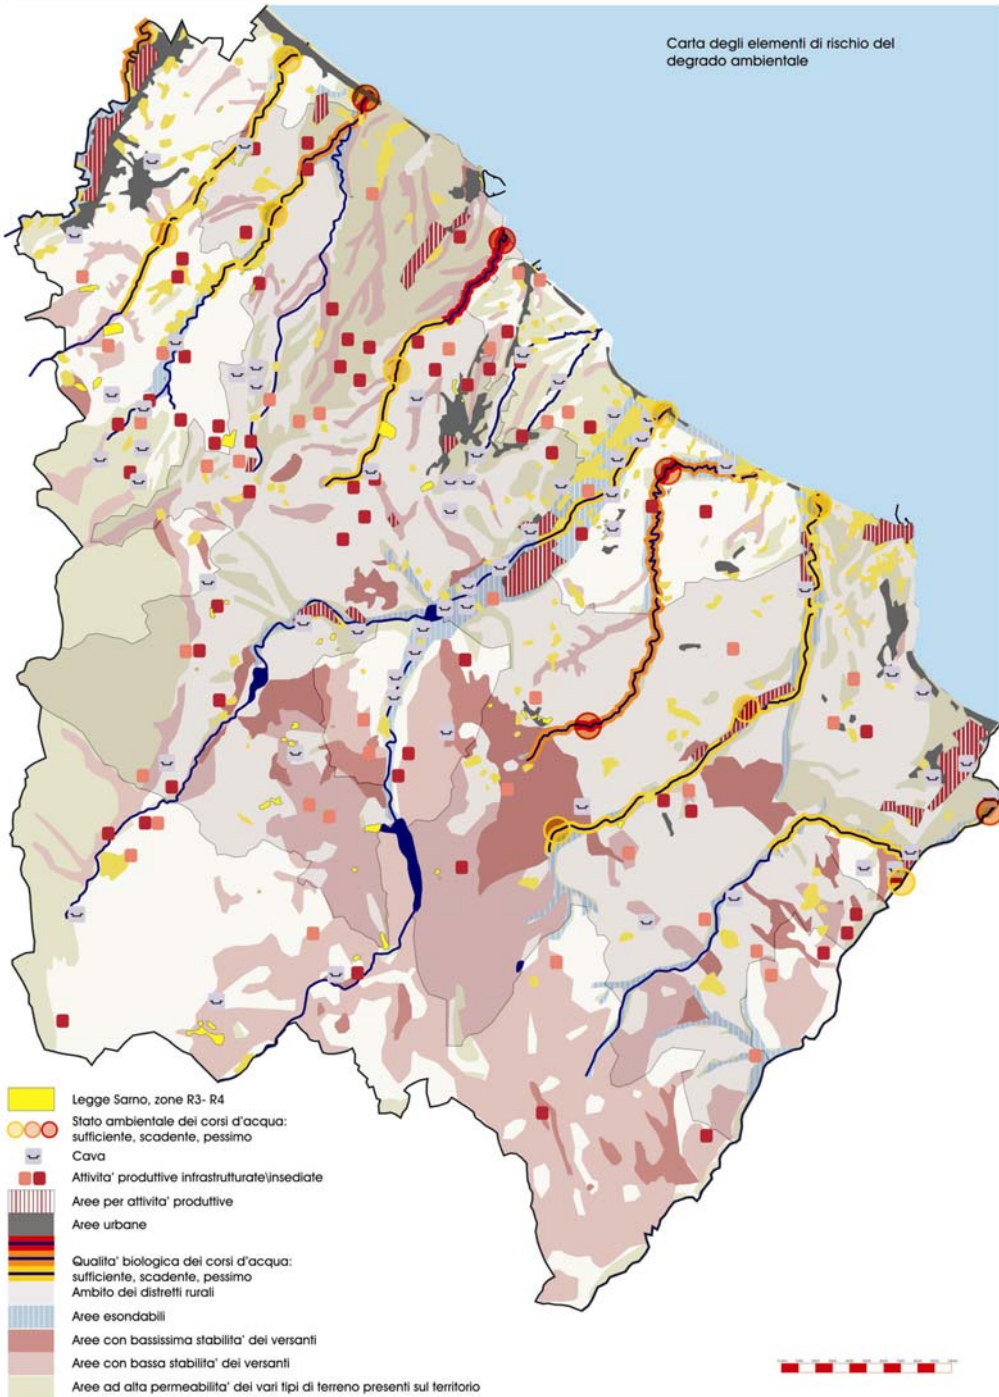 Carta degli elementi di rischio del
degrado ambientale
Legge Sarno, zone R3- R4
Stato ambientale dei corsi d'acqua:
sufficiente, scadente, pessimo
Cava
Attivita' produttive infrastrutturate\insediate
Aree per attivita' produttive
Aree urbane
Qualita' biologica dei corsi d'acqua:
sufficiente, scadente, pessimo
Ambito dei distretti rurali
Aree esondabili
Aree con bassissima stabilita' dei versanti
Aree con bassa stabilita' dei versanti
Aree ad alta permeabilita' dei vari tipi di terreno presenti sul territorio